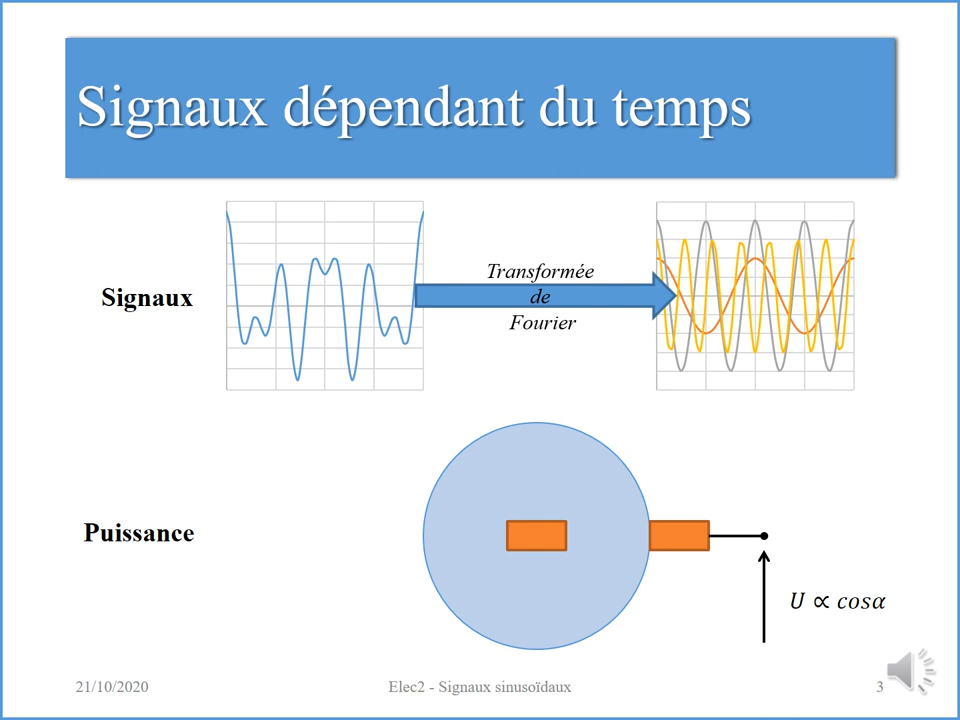 Signaux dépendant du temps
Signaux
Transformée
de
Fourier
Puissance
U ∝ cosα
21/10/2020
Elec2 - Signaux sinusoïdaux
3